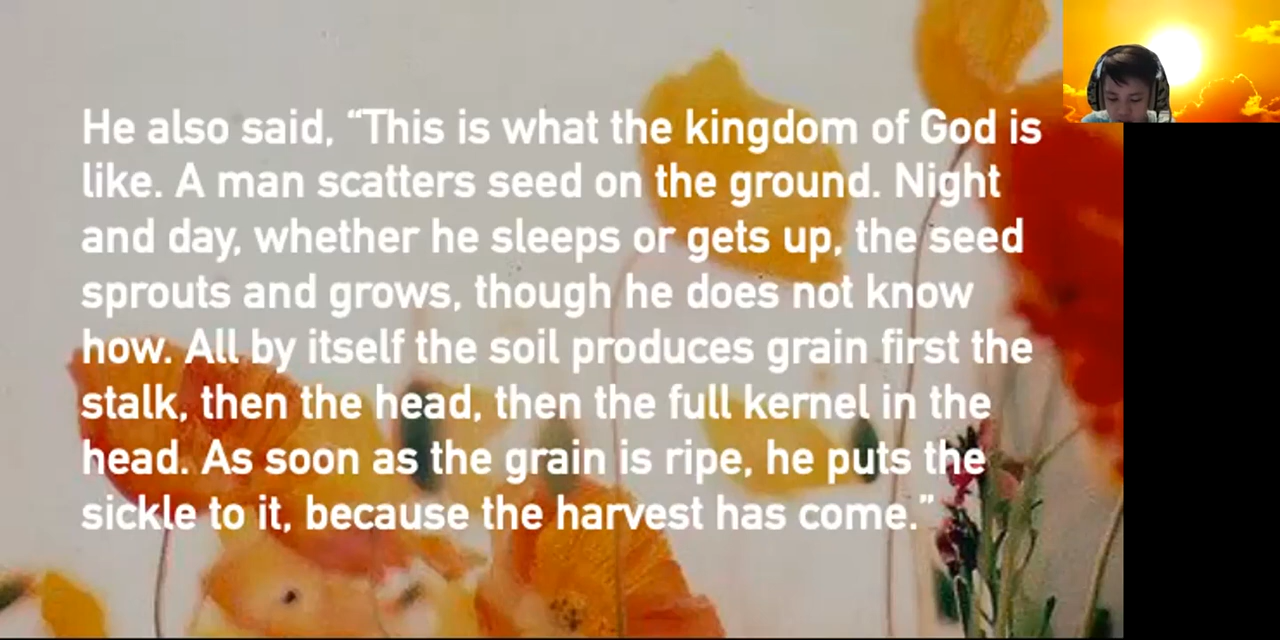 He also said, “This is what the kingdom of God is
like. A man scatters seed on the ground. Night
and day, whether he sleeps or gets up, the seed
sprouts and grows, though he does not know
how. All by itself the soil produces grain first the
stalk, then the head, then the full kernel in the
head. As soon as the grain is ripe, he puts the
sickle to it, because the harvest has come.”